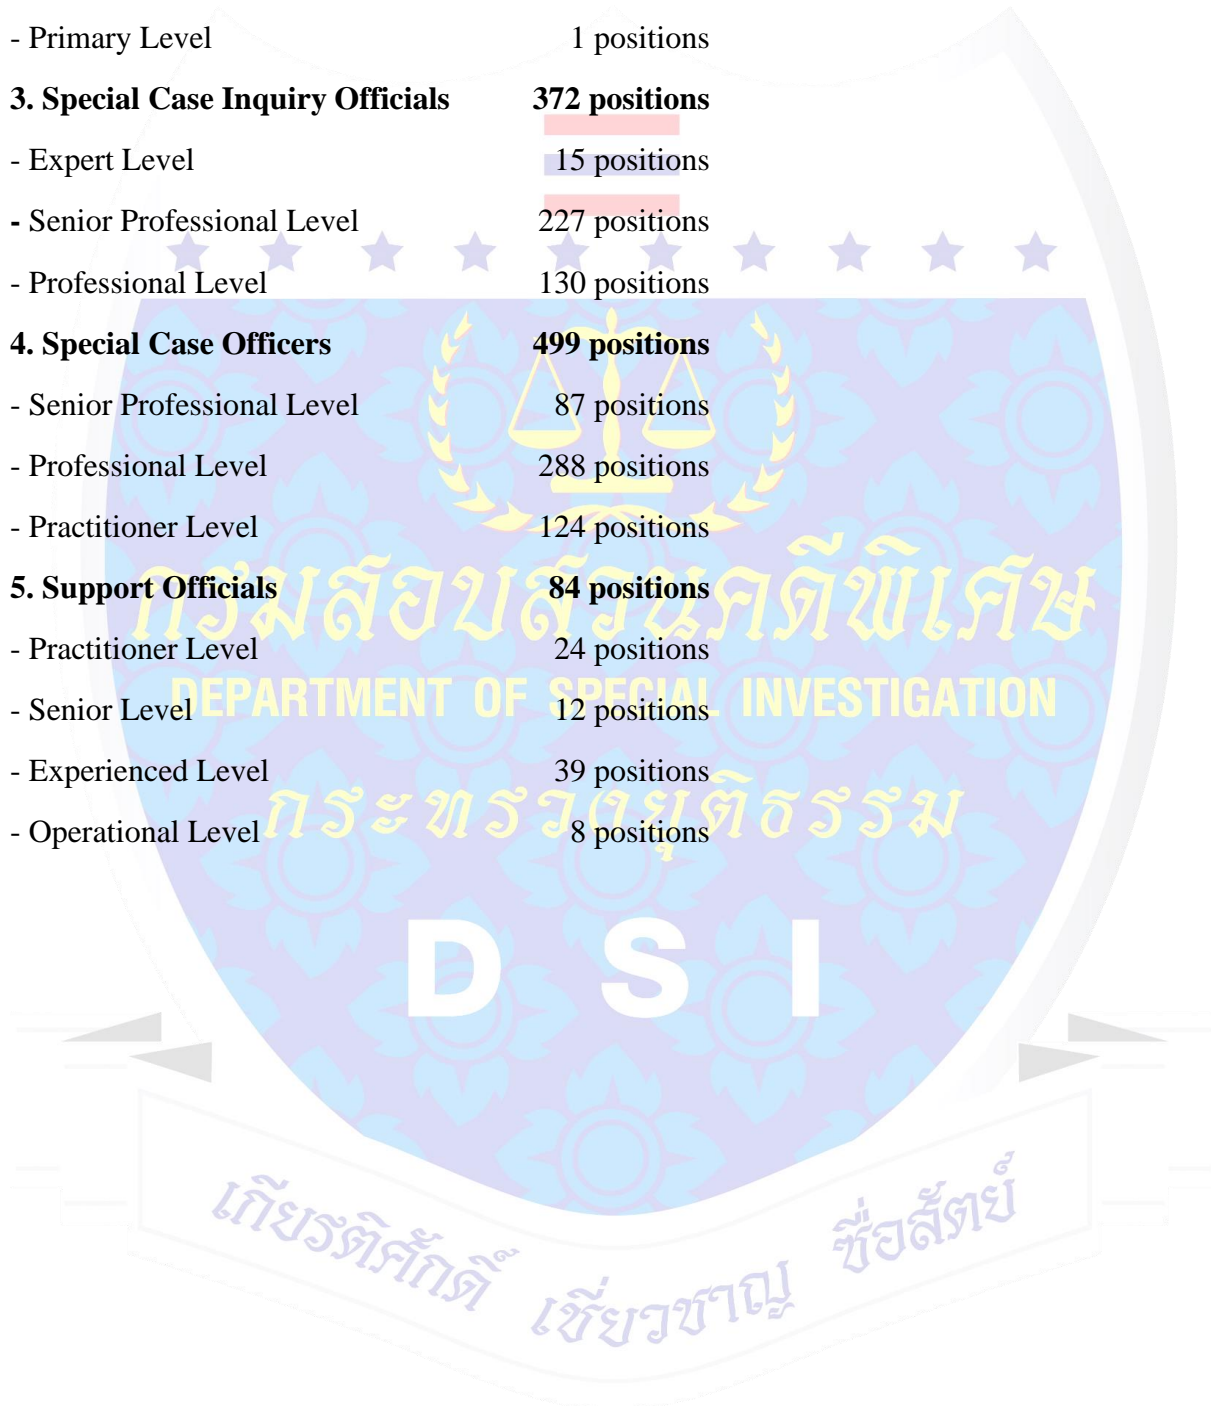 - Primary Level 1 positions
3. Special Case Inquiry Officials 372 positions
- Expert Level 15 positions
- Senior Professional Level 227 positions
- Professional Level 130 positions
4. Special Case Officers 499 positions
- Senior Professional Level 87 positions
- Professional Level 288 positions
- Practitioner Level 124 positions
5. Support Officials 84 positions
- Practitioner Level 24 positions
- Senior Level 12 positions
- Experienced Level 39 positions
- Operational Level 8 positions
กรมสอบสวนคดีพิเศษ
DEPARTMENT OF SPECIAL INVESTIGATION
กระทรวงยุติธรรม
D S I
เกียรติศักดิ์ เชี่ยวชาญ ซื่อสัตย์